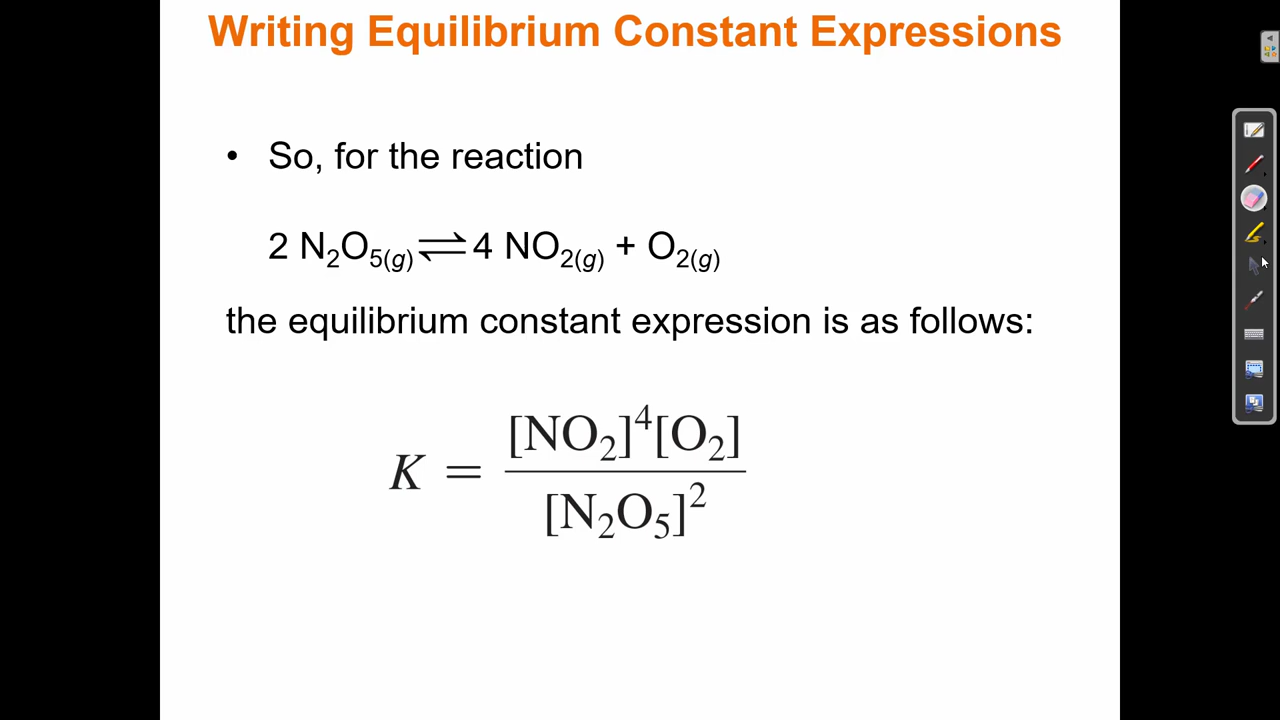 Writing Equilibrium Constant Expressions
• So, for the reaction
2 N₂O₅(g) ⇌ 4 NO₂(g) + O₂(g)
the equilibrium constant expression is as follows:
K = [NO₂]⁴[O₂] / [N₂O₅]²